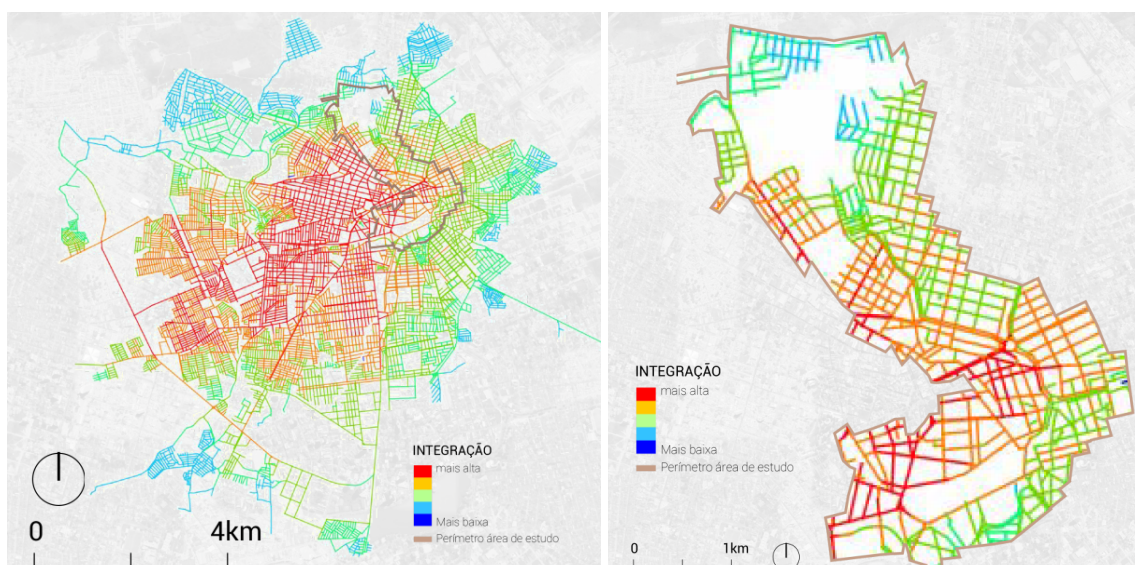 INTEGRAÇÃO
mais alta
Mais baixa
Perímetro área de estudo
0
4km
INTEGRAÇÃO
mais alta
Mais baixa
Perímetro área de estudo
0
1km